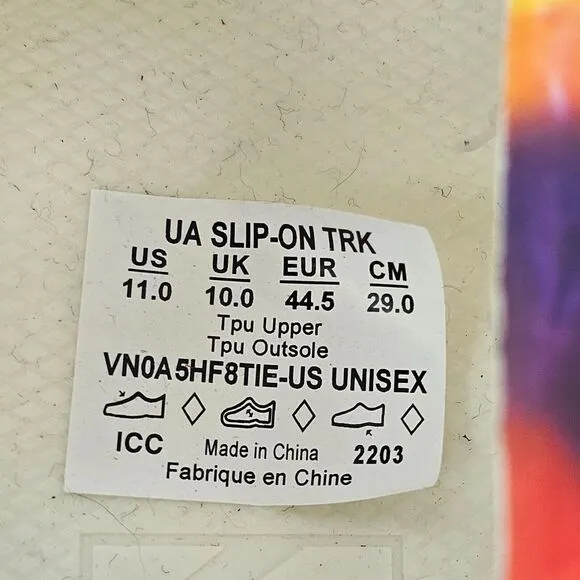 UA SLIP-ON TRK
US UK EUR CM
11.0 10.0 44.5 29.0
Tpu Upper
Tpu Outsole
VN0A5HF8TIE-US UNISEX
ICC Made in China 2203
Fabrique en Chine